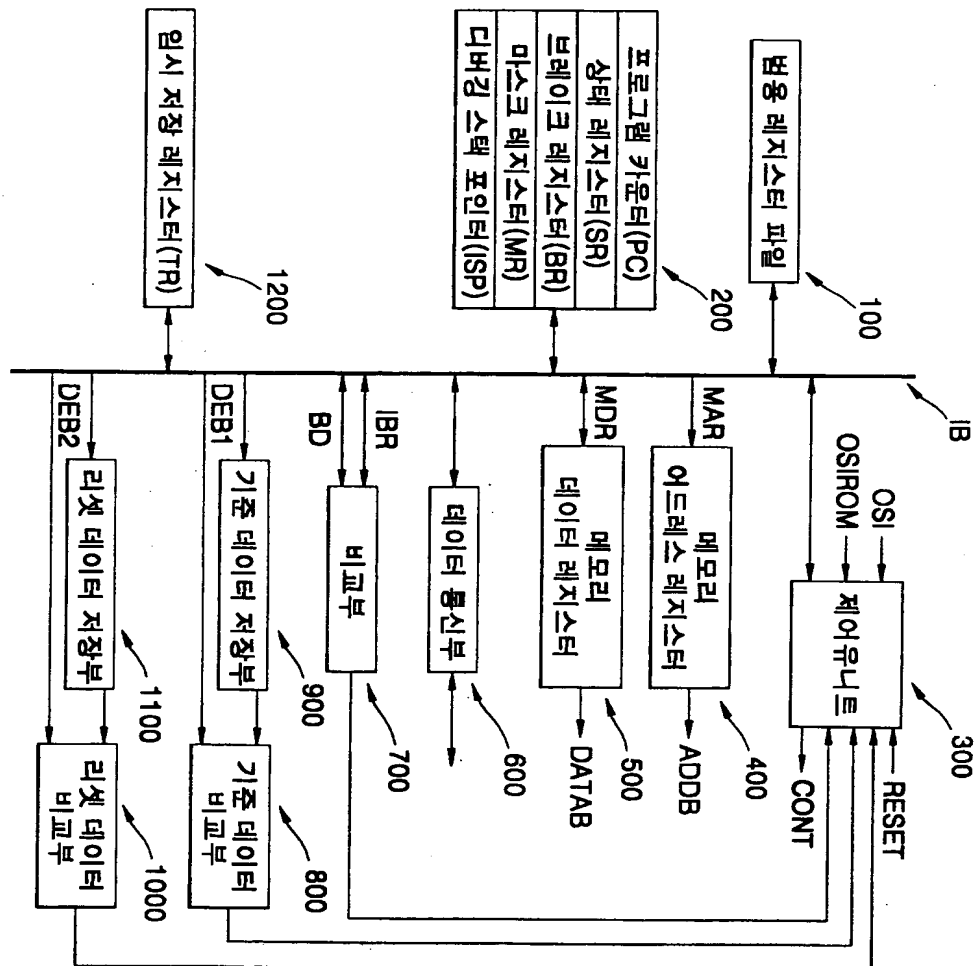 IB
OSI
OSIROM
제어유니트
300
RESET
CONT
범용 레지스터 파일
100
MAR
메모리
어드레스 레지스터
400
ADDB
프로그램 카운터(PC)
상태 레지스터(SR)
브레이크 레지스터(BR)
마스크 레지스터(MR)
디버깅 스택 포인터(ISP)
200
MDR
메모리
데이터 레지스터
500
DATAB
데이터 통신부
600
IBR
BD
비교부
700
DEB1
기준 데이터 저장부
900
기준 데이터
비교부
800
임시 저장 레지스터(TR)
1200
DEB2
리셋 데이터 저장부
1100
리셋 데이터
비교부
1000